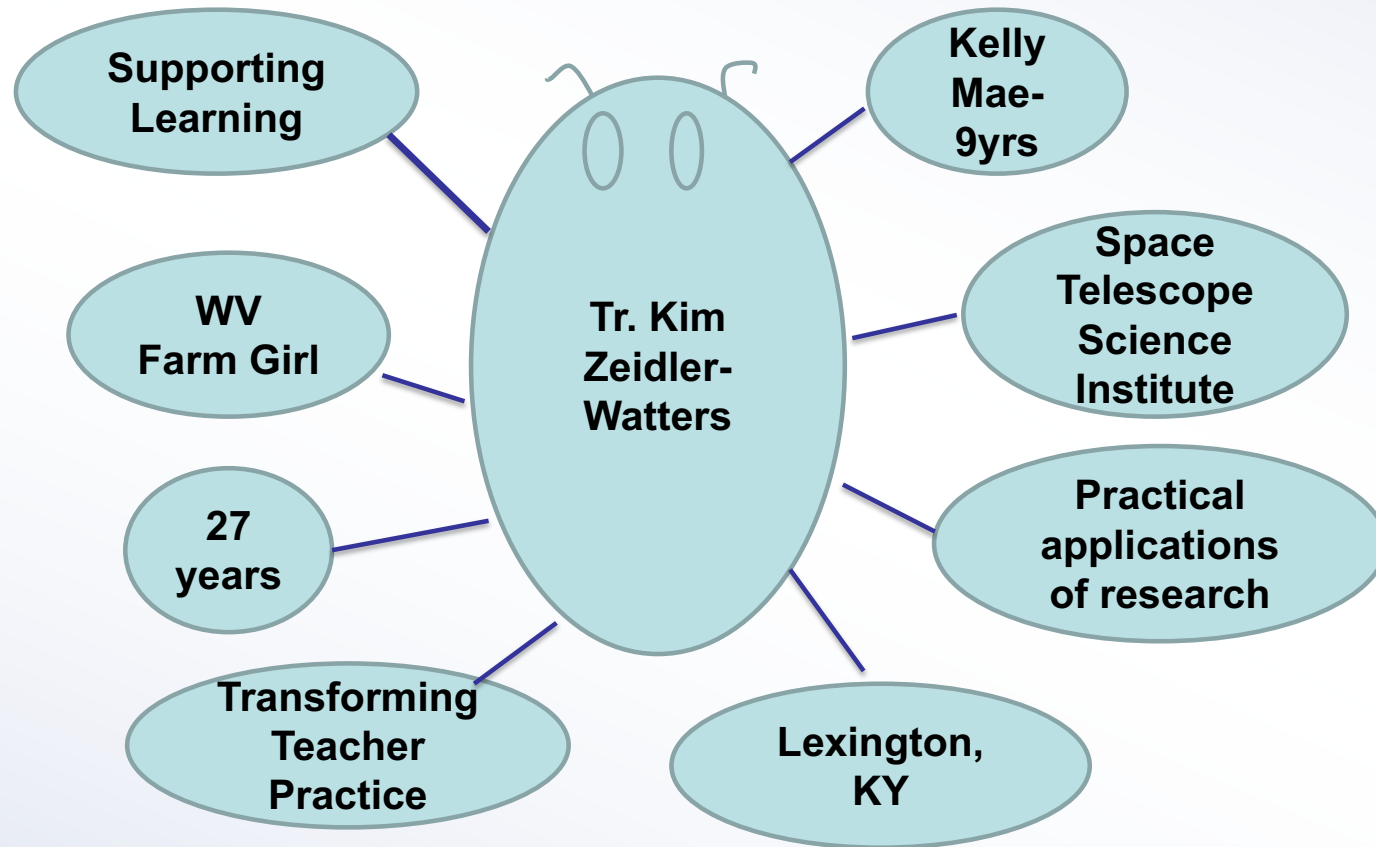 Supporting
Learning
Kelly
Mae-
9yrs
WV
Farm Girl
Tr. Kim
Zeidler-
Watters
Space
Telescope
Science
Institute
27
years
Practical
applications
of research
Transforming
Teacher
Practice
Lexington,
KY